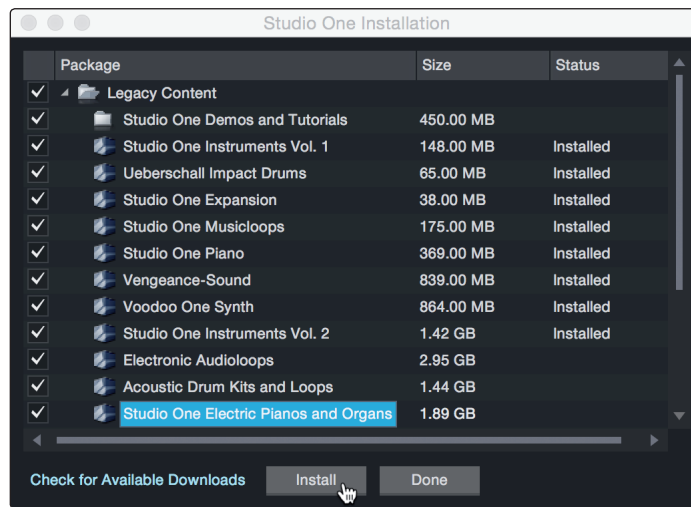 Studio One Installation
Package Size Status
Legacy Content
Studio One Demos and Tutorials 450.00 MB
Studio One Instruments Vol. 1 148.00 MB Installed
Ueberschall Impact Drums 65.00 MB Installed
Studio One Expansion 38.00 MB Installed
Studio One Musicloops 175.00 MB Installed
Studio One Piano 369.00 MB Installed
Vengeance-Sound 839.00 MB Installed
Voodoo One Synth 864.00 MB Installed
Studio One Instruments Vol. 2 1.42 GB Installed
Electronic Audioloops 2.95 GB
Acoustic Drum Kits and Loops 1.44 GB
Studio One Electric Pianos and Organs 1.89 GB
Check for Available Downloads Install Done